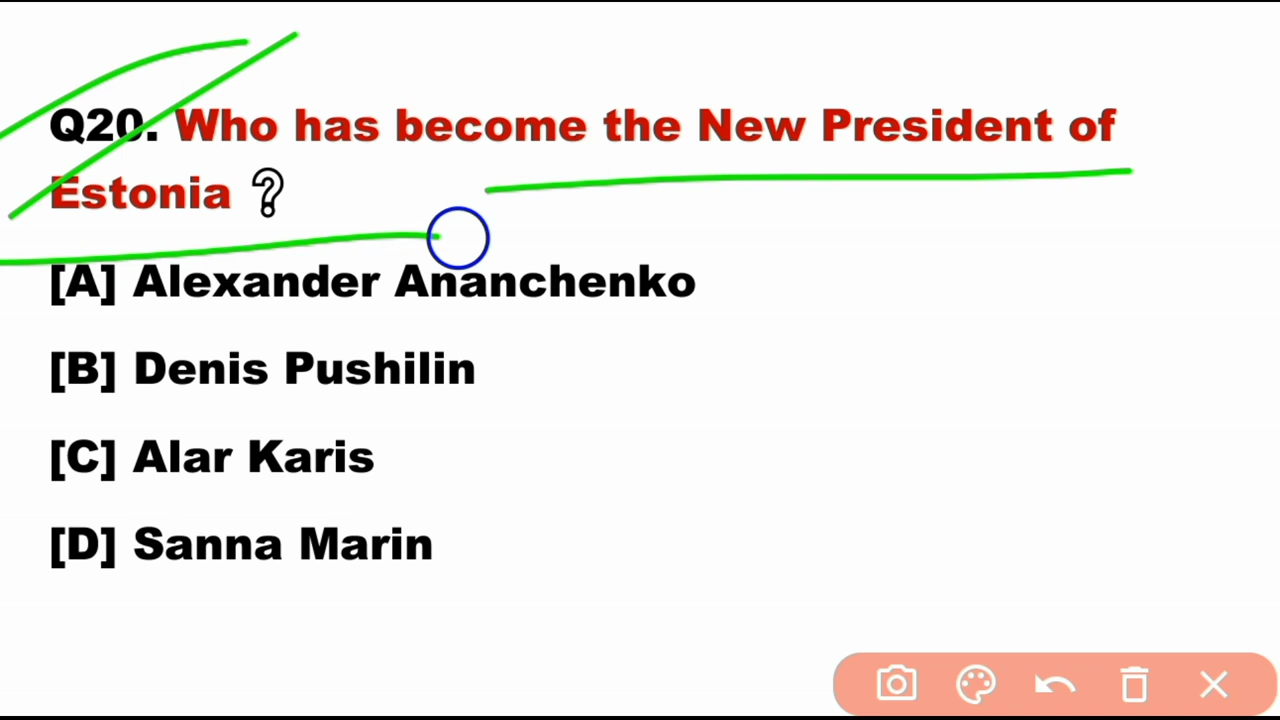 Q20. Who has become the New President of
Estonia ?
[A] Alexander Ananchenko
[B] Denis Pushilin
[C] Alar Karis
[D] Sanna Marin